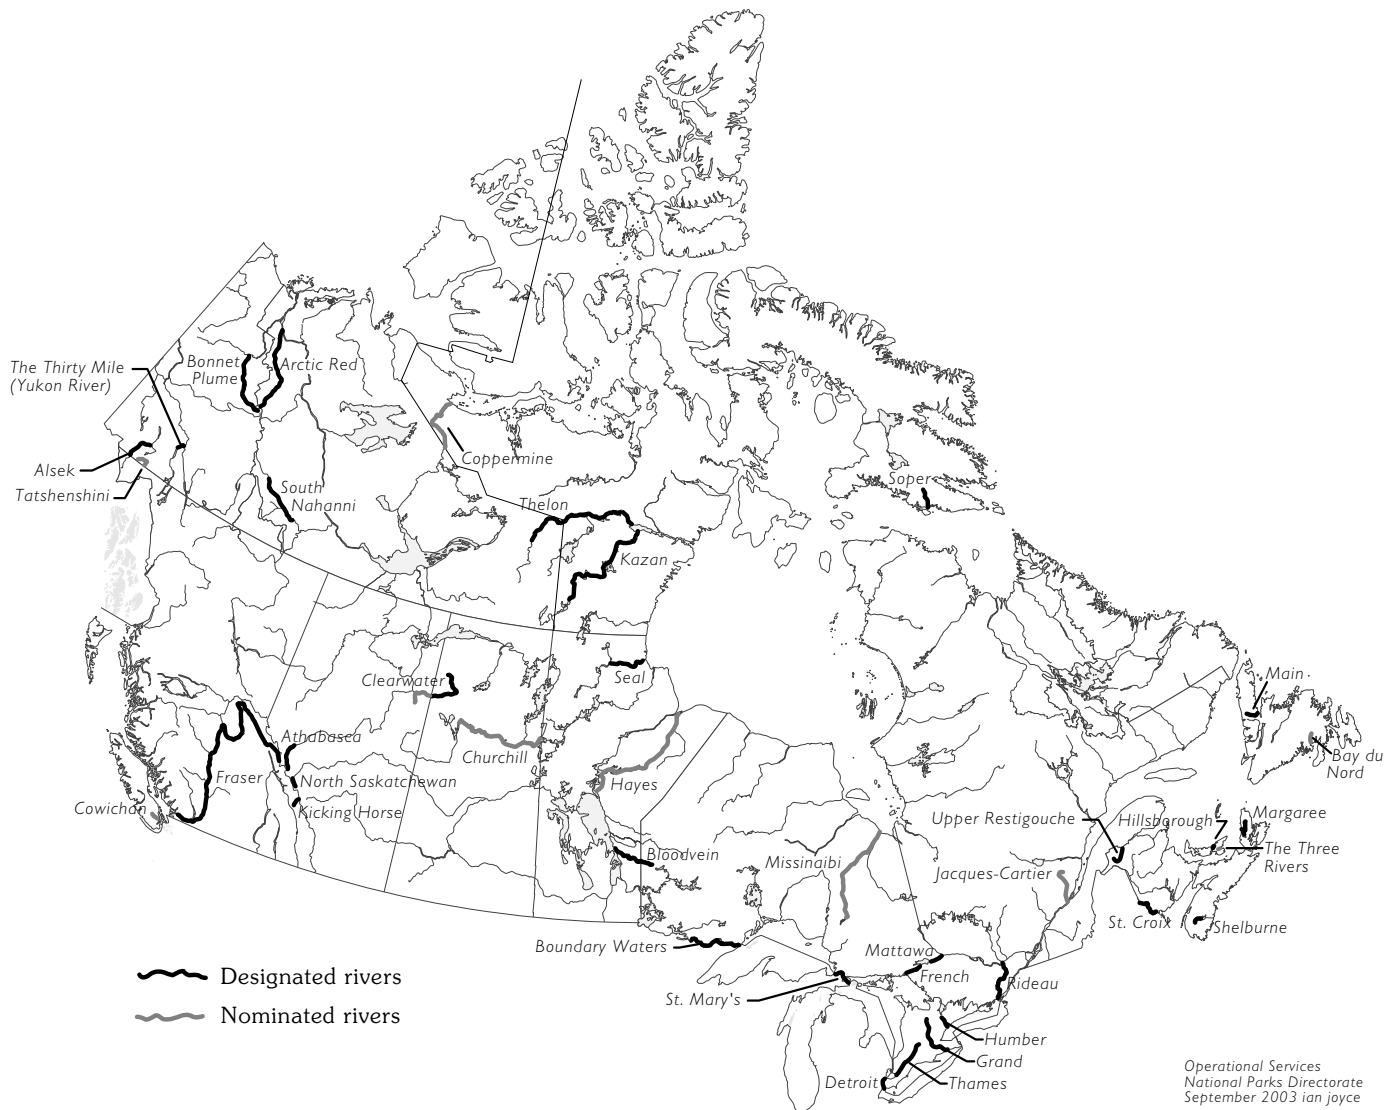 Bonnet
Plume
Arctic Red
The Thirty Mile
(Yukon River)
Alsek
Tatshenshini
Coppermine
South
Nahanni
Soper
Thelon
Kazan
Clearwater
Seal
Main
Athabasca
Churchill
Bay du
Nord
Fraser
North Saskatchewan
Hayes
Cowichan
Kicking Horse
Upper Restigouche
Hillsborough
Margaree
The Three
Rivers
Bloodvein
Missinaibi
Jacques-Cartier
St. Croix
Shelburne
Boundary Waters
Mattawa
French
Rideau
St. Mary's
Designated rivers
Nominated rivers
Humber
Grand
Detroit
Thames
Operational Services
National Parks Directorate
September 2003 ian joyce